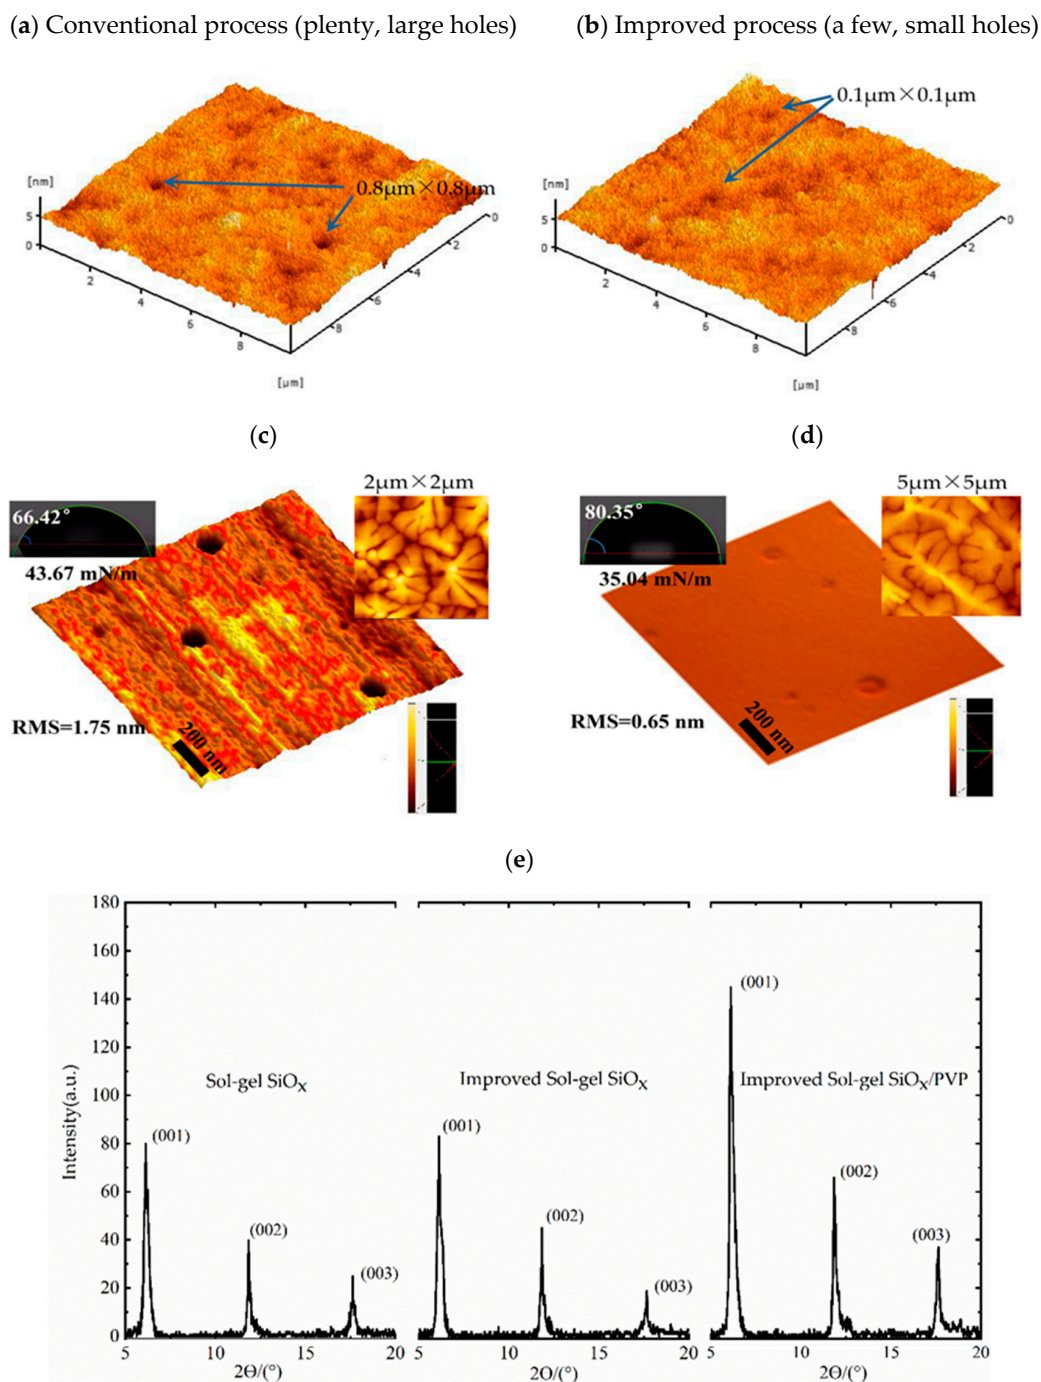 (a) Conventional process (plenty, large holes)
(b) Improved process (a few, small holes)
0.8μm×0.8μm
[nm]
5
0
2
4
6
8
[μm]
8
6
4
2
0
0.1μm×0.1μm
[nm]
5
0
2
4
6
8
[μm]
8
6
4
2
0
(c)
(d)
66.42°
43.67 mN/m
2μm×2μm
RMS=1.75 nm
200 nm
80.35°
35.04 mN/m
5μm×5μm
RMS=0.65 nm
200 nm
(e)
Intensity(a.u.)
180
160
140
120
100
80
60
40
20
0
Sol-gel SiOx
(001)
(002)
(003)
5 10 15 20
2Θ/(°)
Improved Sol-gel SiOx
(001)
(002)
(003)
5 10 15 20
2O/(°)
Improved Sol-gel SiOx/PVP
(001)
(002)
(003)
5 10 15 20
2Θ/(°)